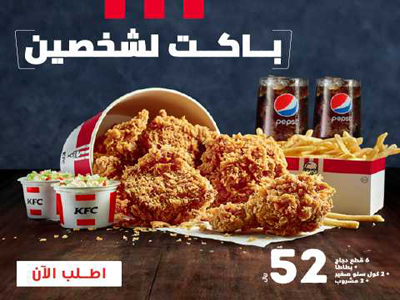 باكت لشخصين
pepsi
pepsi
KFC
KFC
52
ريال
6 قطع دجاج
• بطاطا
• 2 كول سلو صغير
• 2 مشروب
اطلب الآن